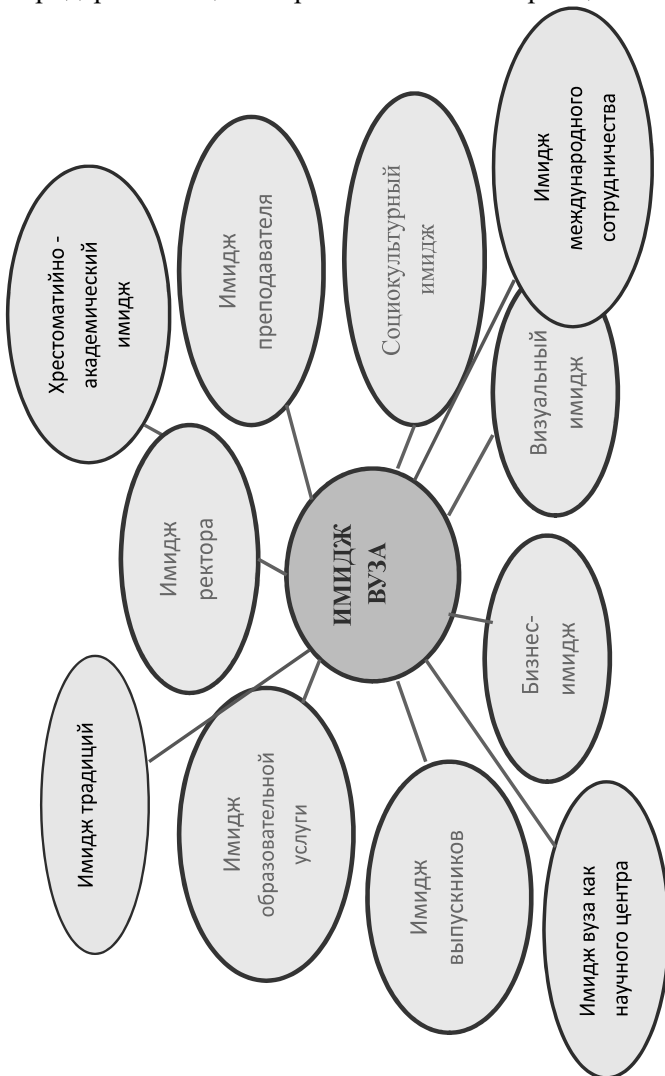 Имидж традиций
Хрестоматийно -
академический
имидж
Имидж
ректора
Имидж
образовательной
услуги
Имидж
преподавателя
ИМИДЖ
ВУЗА
Имидж
выпускников
Социокультурный
имидж
Имидж вуза как
научного центра
Бизнес-
имидж
Визуальный
имидж
Имидж
международного
сотрудничества